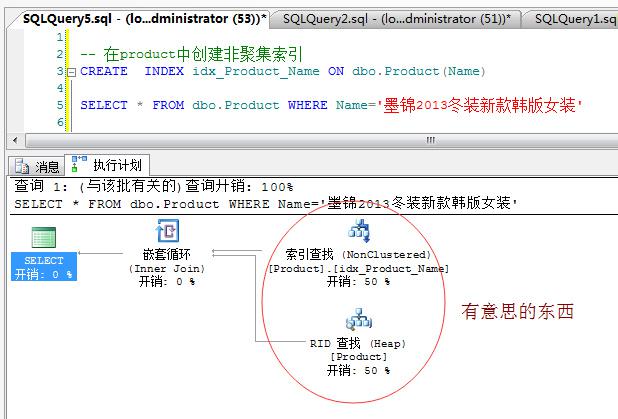 SQLQuery5.sql - (lo...dministrator (53))* SQLQuery2.sql - (lo...dministrator (51))* SQLQuery1.sq
1
2 -- 在product中创建非聚集索引
3 CREATE INDEX idx_Product_Name ON dbo.Product(Name)
4
5 SELECT * FROM dbo.Product WHERE Name='墨锦2013冬装新款韩版女装'
6
消息 执行计划
查询 1: (与该批有关的)查询开销: 100%
SELECT * FROM dbo.Product WHERE Name='墨锦2013冬装新款韩版女装'
SELECT
开销: 0 %
嵌套循环
(Inner Join)
开销: 0 %
索引查找 (NonClustered)
[Product].[idx_Product_Name]
开销: 50 %
有意思的东西
RID 查找 (Heap)
[Product]
开销: 50 %